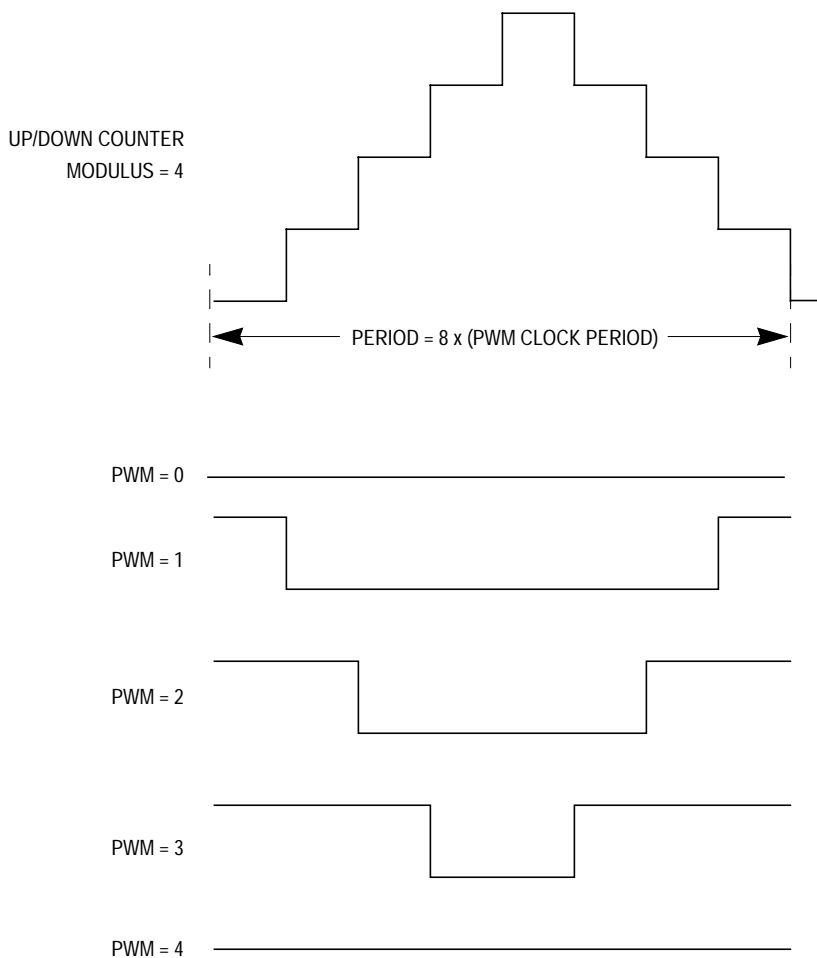 UP/DOWN COUNTER
MODULUS = 4
PERIOD = 8 x (PWM CLOCK PERIOD)
PWM = 0
PWM = 1
PWM = 2
PWM = 3
PWM = 4